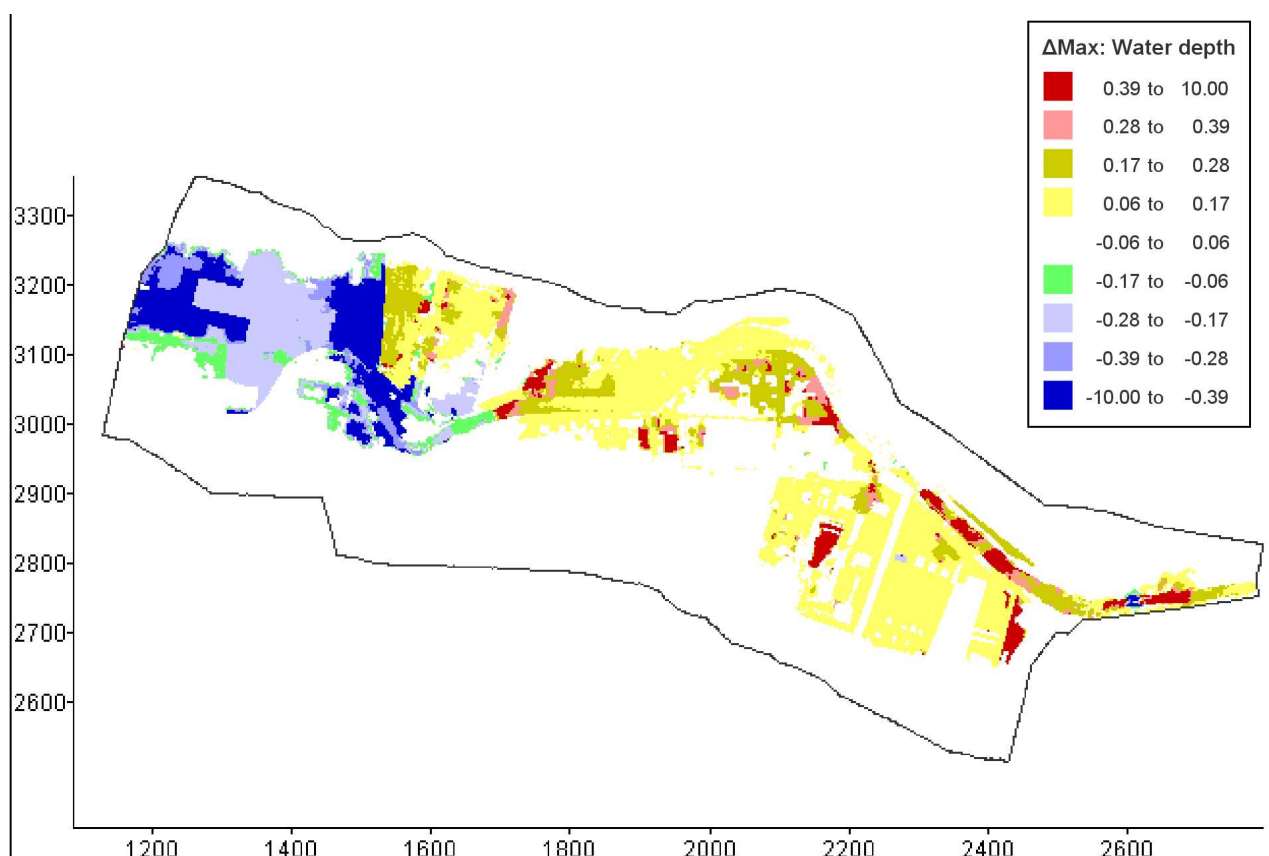 ΔMax: Water depth
0.39 to 10.00
0.28 to 0.39
0.17 to 0.28
0.06 to 0.17
-0.06 to 0.06
-0.17 to -0.06
-0.28 to -0.17
-0.39 to -0.28
-10.00 to -0.39
3300
3200
3100
3000
2900
2800
2700
2600
1200 1400 1600 1800 2000 2200 2400 2600